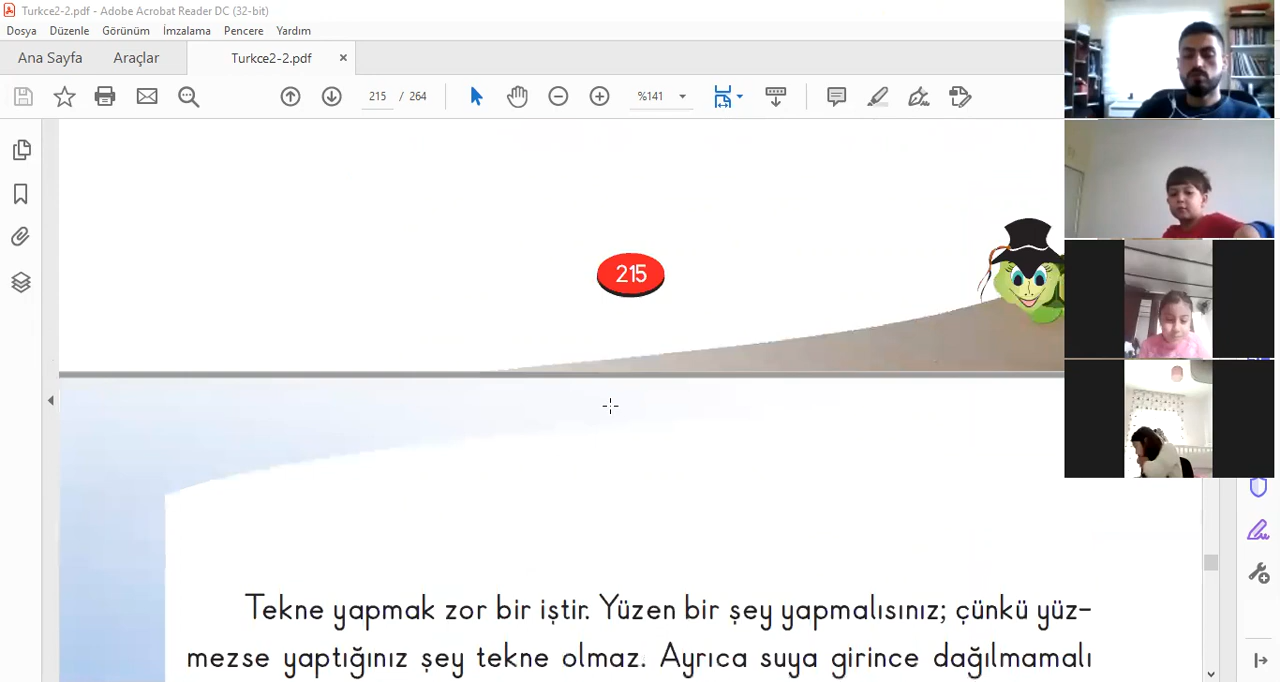 Turkce2-2.pdf - Adobe Acrobat Reader DC (32-bit)
Dosya Düzenle Görünüm İmzalama Pencere Yardım
Ana Sayfa Araçlar Turkce2-2.pdf ×
215 / 264 %141
215
Tekne yapmak zor bir iştir. Yüzen bir şey yapmalısınız; çünkü yüz-
mezse yaptığınız şey tekne olmaz. Ayrıca suya girince dağılmamalı